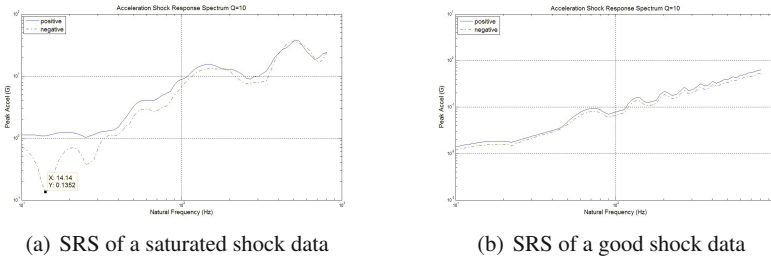 Acceleration Shock Response Spectrum Q=10
positive
negative
Peak Accel (G)
X: 14.14
Y: 0.1352
Natural Frequency (Hz)
(a) SRS of a saturated shock data
Acceleration Shock Response Spectrum Q=10
positive
negative
Peak Accel (G)
Natural Frequency (Hz)
(b) SRS of a good shock data